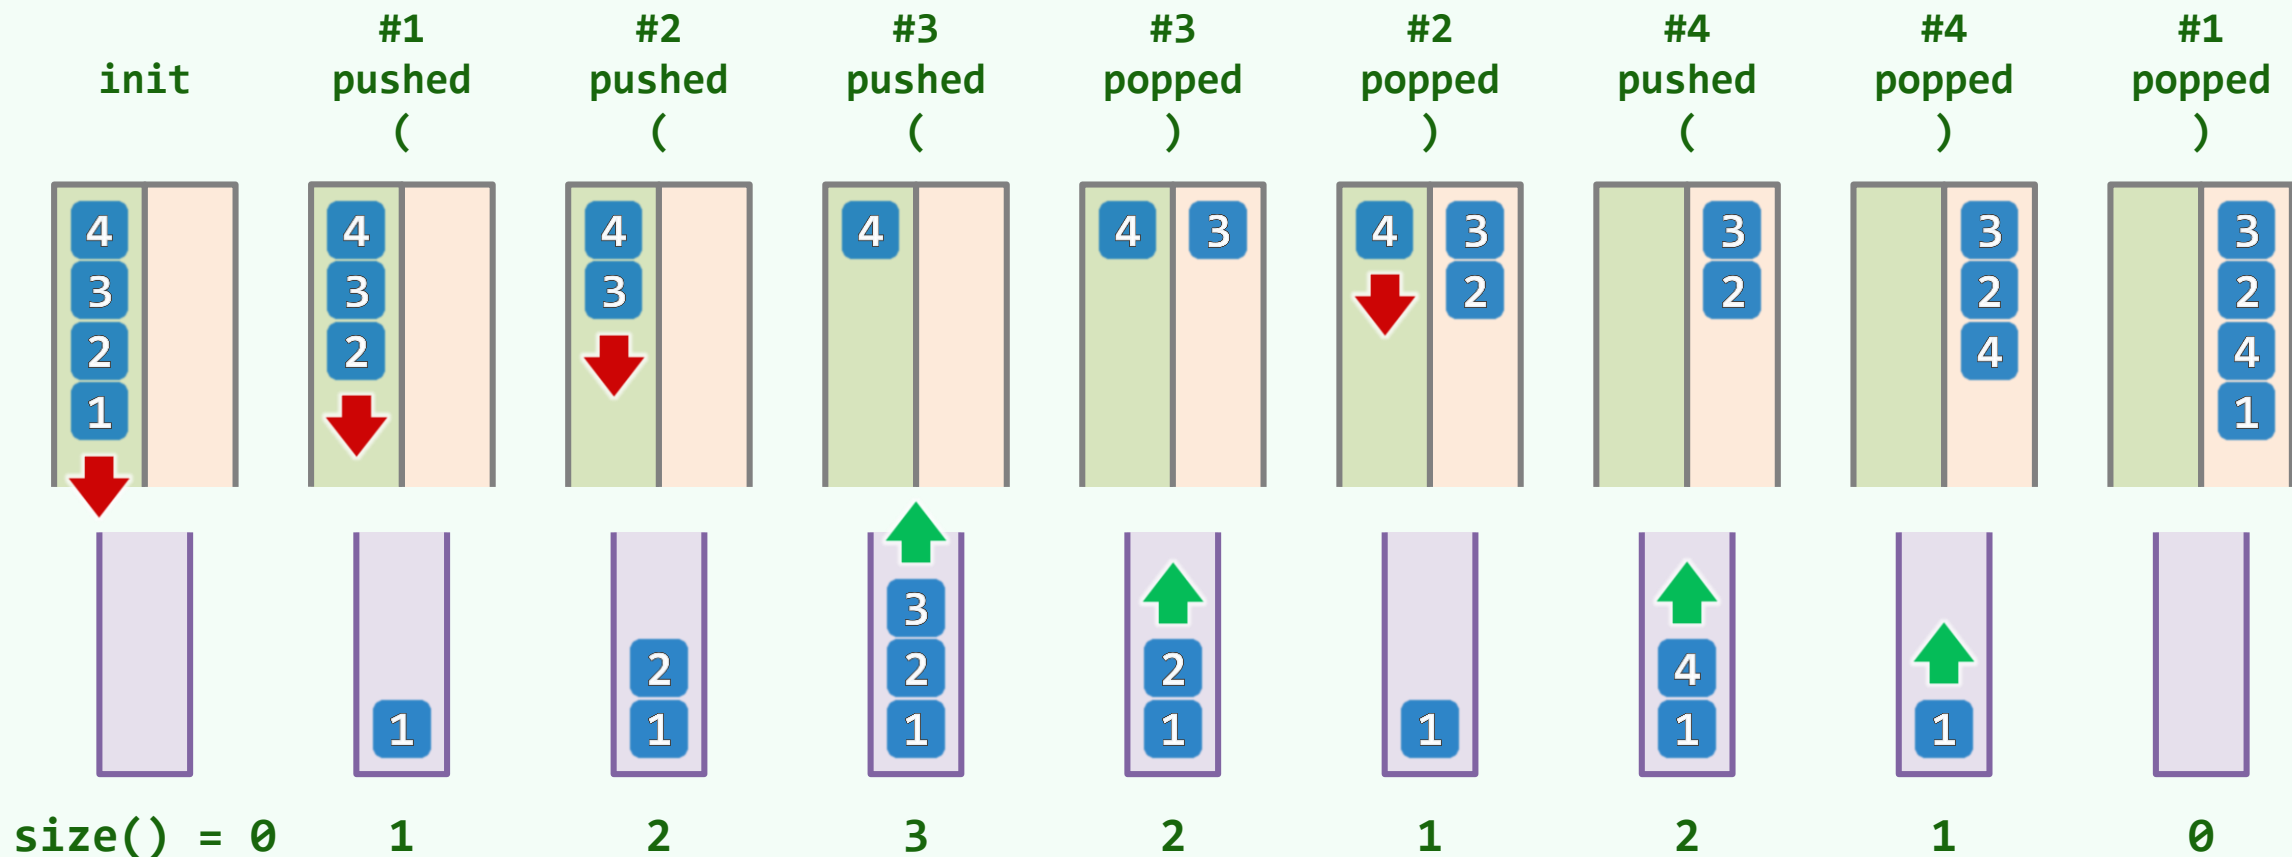 #1 #2 #3 #3 #2 #4 #4 #1
init pushed pushed pushed popped popped pushed popped popped
( ( ( ) ) ( ) )
4 4 4 4 4 3 4 3 3 3 3
3 3 3 2 2 2 2
2 2 4 4
1 1
3
2 2 2 4
1 1 1 1 1 1 1
size() = 0 1 2 3 2 1 2 1 0